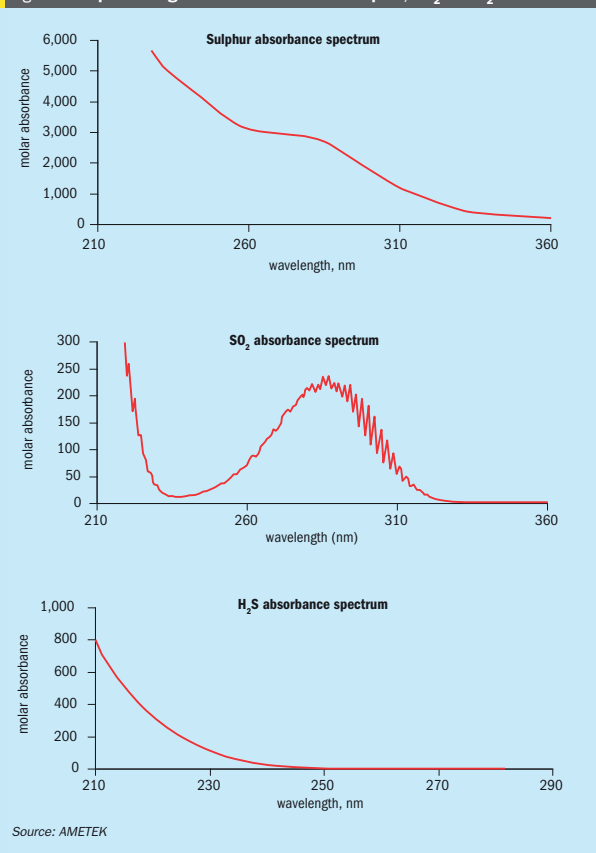 Sulphur absorbance spectrum
6,000
5,000
4,000
3,000
2,000
1,000
0
molar absorbance
210 260 310 360
wavelength, nm
SO2 absorbance spectrum
300
250
200
150
100
50
0
molar absorbance
210 260 310 360
wavelength (nm)
H2S absorbance spectrum
1,000
800
600
400
200
0
molar absorbance
210 230 250 270 290
wavelength, nm
Source: AMETEK